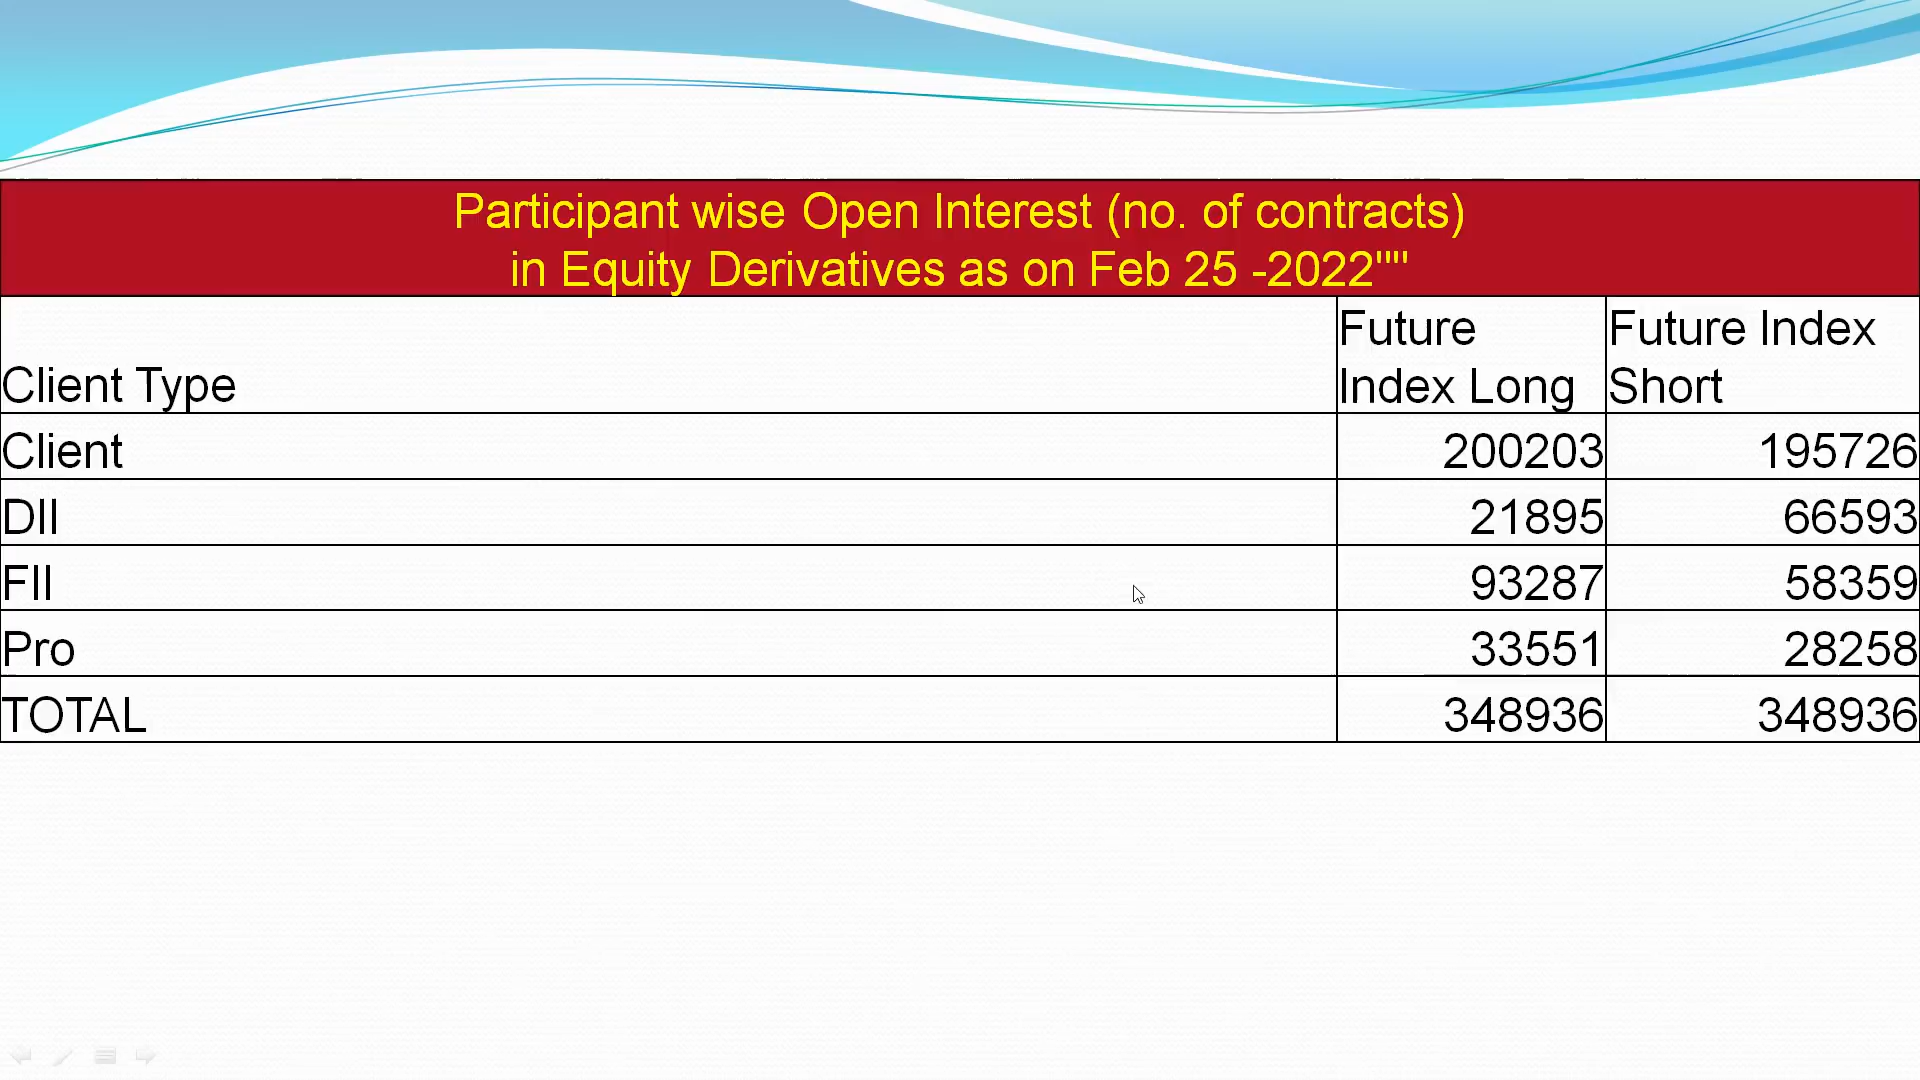 Participant wise Open Interest (no. of contracts)
in Equity Derivatives as on Feb 25 -2022""
Client Type Future Index Long Future Index Short
Client 200203 195726
DII 21895 66593
FII 93287 58359
Pro 33551 28258
TOTAL 348936 348936